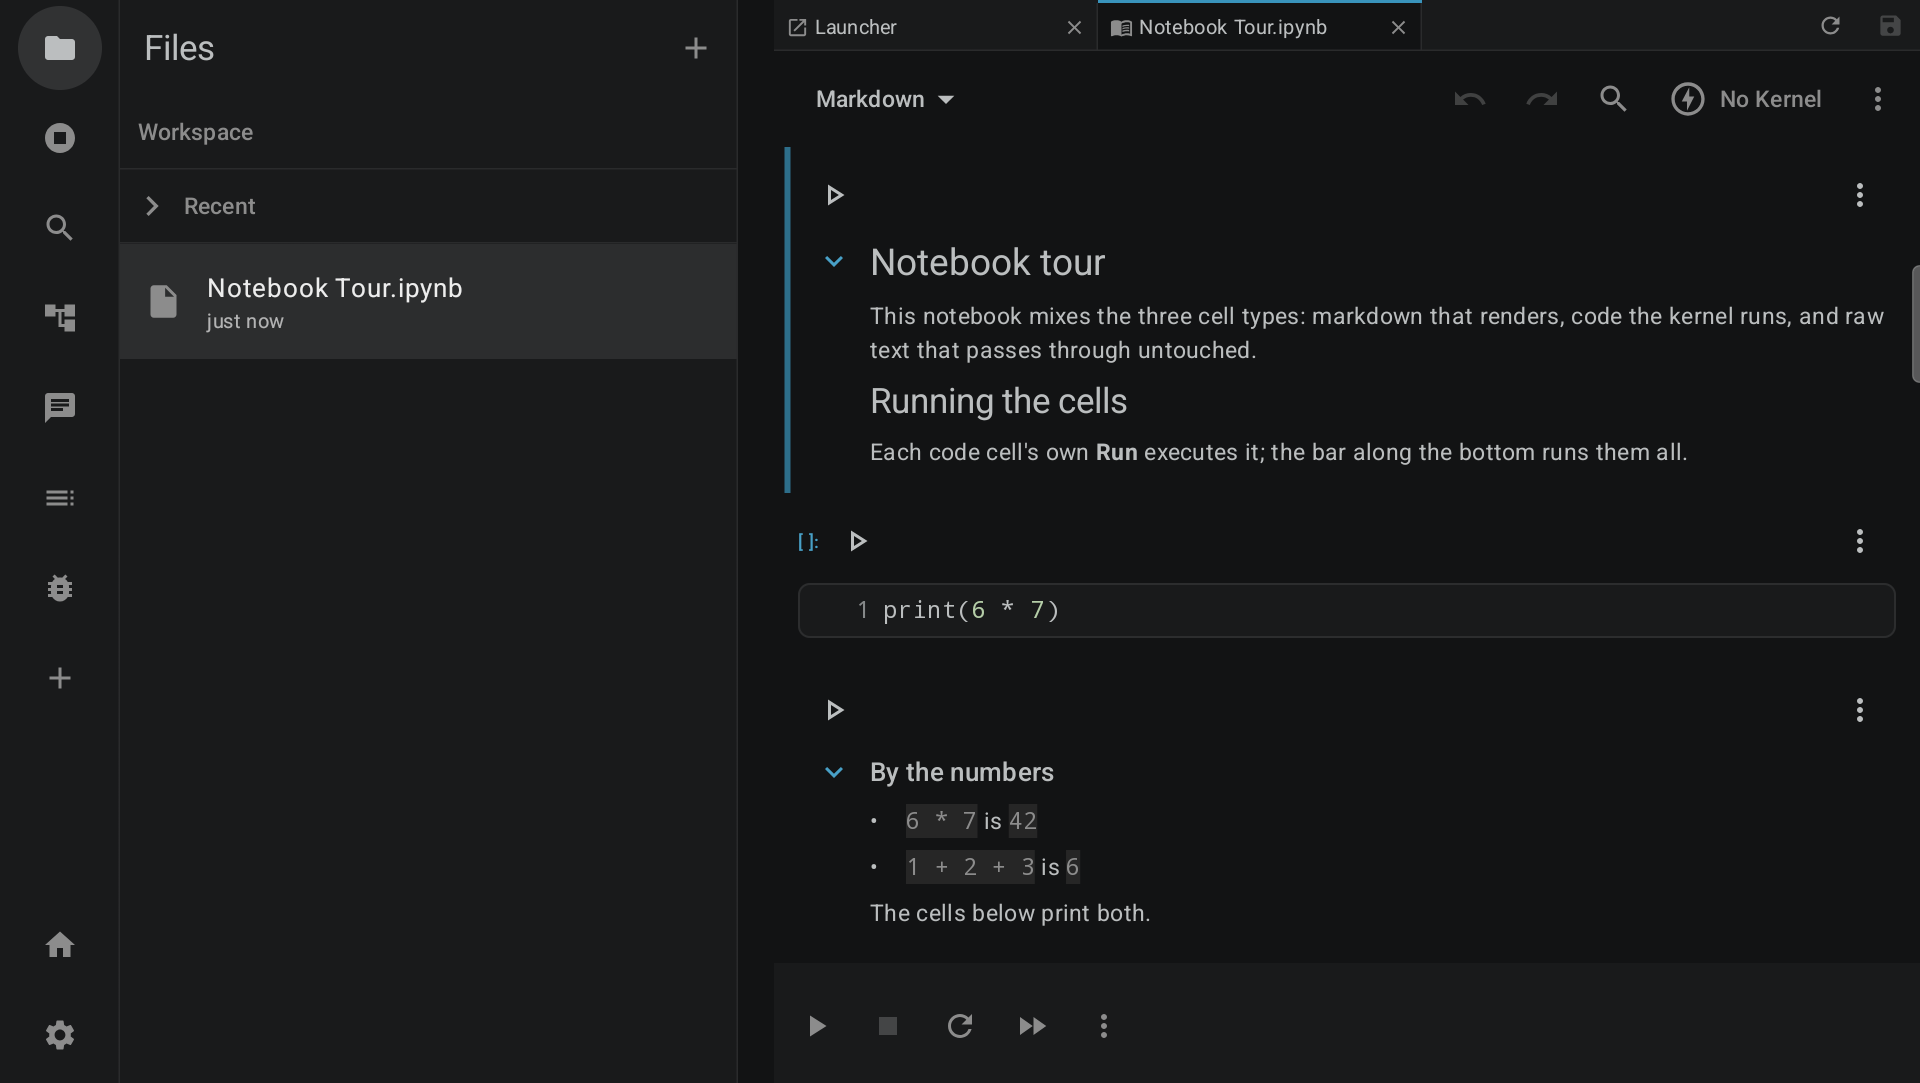 Files
Workspace
Recent
Notebook Tour.ipynb
just now
Launcher
Notebook Tour.ipynb
Markdown
No Kernel
Notebook tour
This notebook mixes the three cell types: markdown that renders, code the kernel runs, and raw
text that passes through untouched.
Running the cells
Each code cell's own Run executes it; the bar along the bottom runs them all.
[ ]:
1 print(6 * 7)
By the numbers
• 6 * 7 is 42
• 1 + 2 + 3 is 6
The cells below print both.